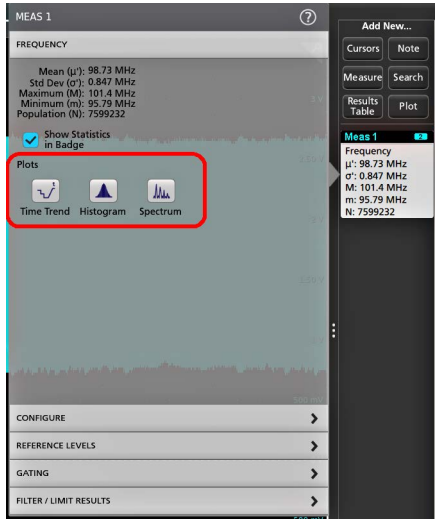 MEAS 1
?
FREQUENCY
Mean (µ'): 98.73 MHz
Std Dev (σ'): 0.847 MHz
Maximum (M): 101.4 MHz
Minimum (m): 95.79 MHz
Population (N): 7599232
Show Statistics
in Badge
Plots
Time Trend Histogram Spectrum
CONFIGURE
REFERENCE LEVELS
GATING
FILTER / LIMIT RESULTS
Add New...
Cursors Note
Measure Search
Results
Table
Plot
Meas 1 2
Frequency
µ': 98.73 MHz
σ': 0.847 MHz
M: 101.4 MHz
m: 95.79 MHz
N: 7599232